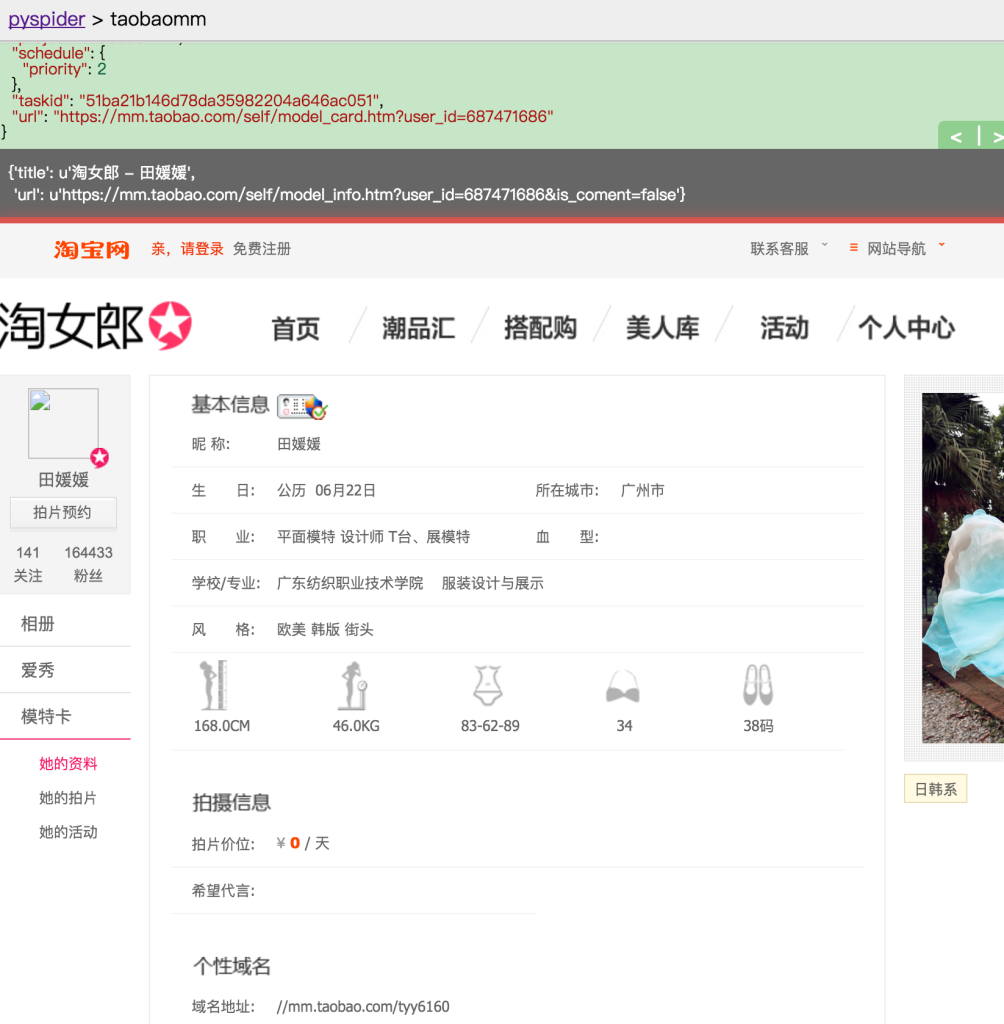 pyspider > taobaomm
"schedule": {
"priority": 2
},
"taskid": "51ba21b146d78da35982204a646ac051",
"url": "https://mm.taobao.com/self/model_card.htm?user_id=687471686"
}
< | >
{'title': u'淘女郎 – 田媛媛',
'url': u'https://mm.taobao.com/self/model_info.htm?user_id=687471686&is_coment=false'}
淘宝网 亲，请登录 免费注册 联系客服 网站导航
淘女郎 首页 潮品汇 搭配购 美人库 活动 个人中心
田媛媛
拍片预约
141 164433
关注 粉丝
相册
爱秀
模特卡
她的资料
她的拍片
她的活动
基本信息
昵 称: 田媛媛
生 日: 公历 06月22日 所在城市: 广州市
职 业: 平面模特 设计师 T台、展模特 血 型:
学校/专业: 广东纺织职业技术学院 服装设计与展示
风 格: 欧美 韩版 街头
168.0CM 46.0KG 83-62-89 34 38码
拍摄信息
拍片价位: ¥ 0 / 天
希望代言:
个性域名
域名地址: //mm.taobao.com/tyy6160
日韩系